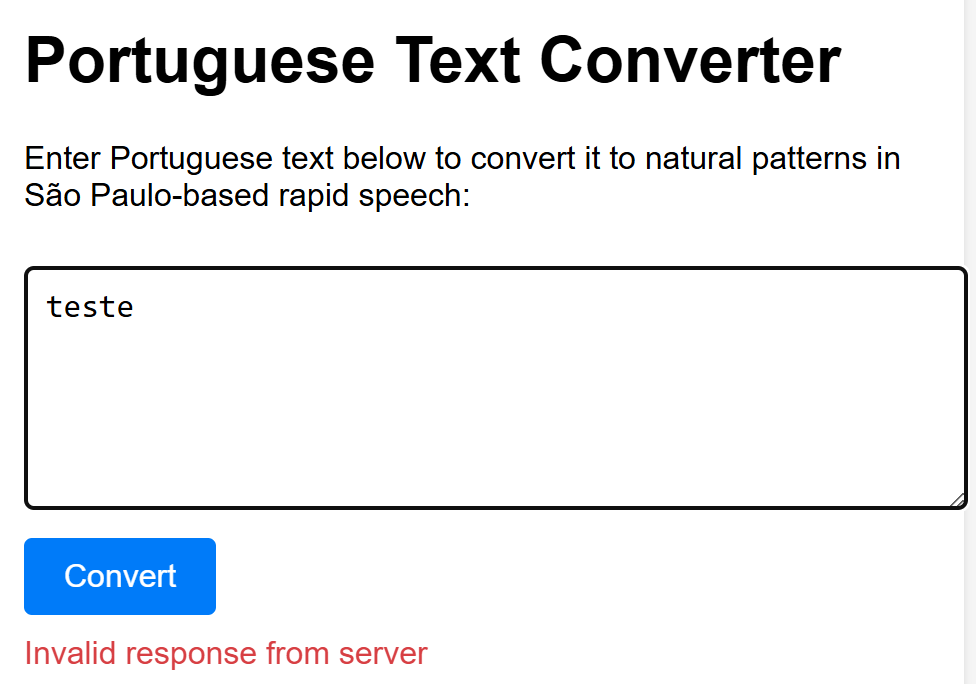 Portuguese Text Converter
Enter Portuguese text below to convert it to natural patterns in
São Paulo-based rapid speech:
teste
Convert
Invalid response from server